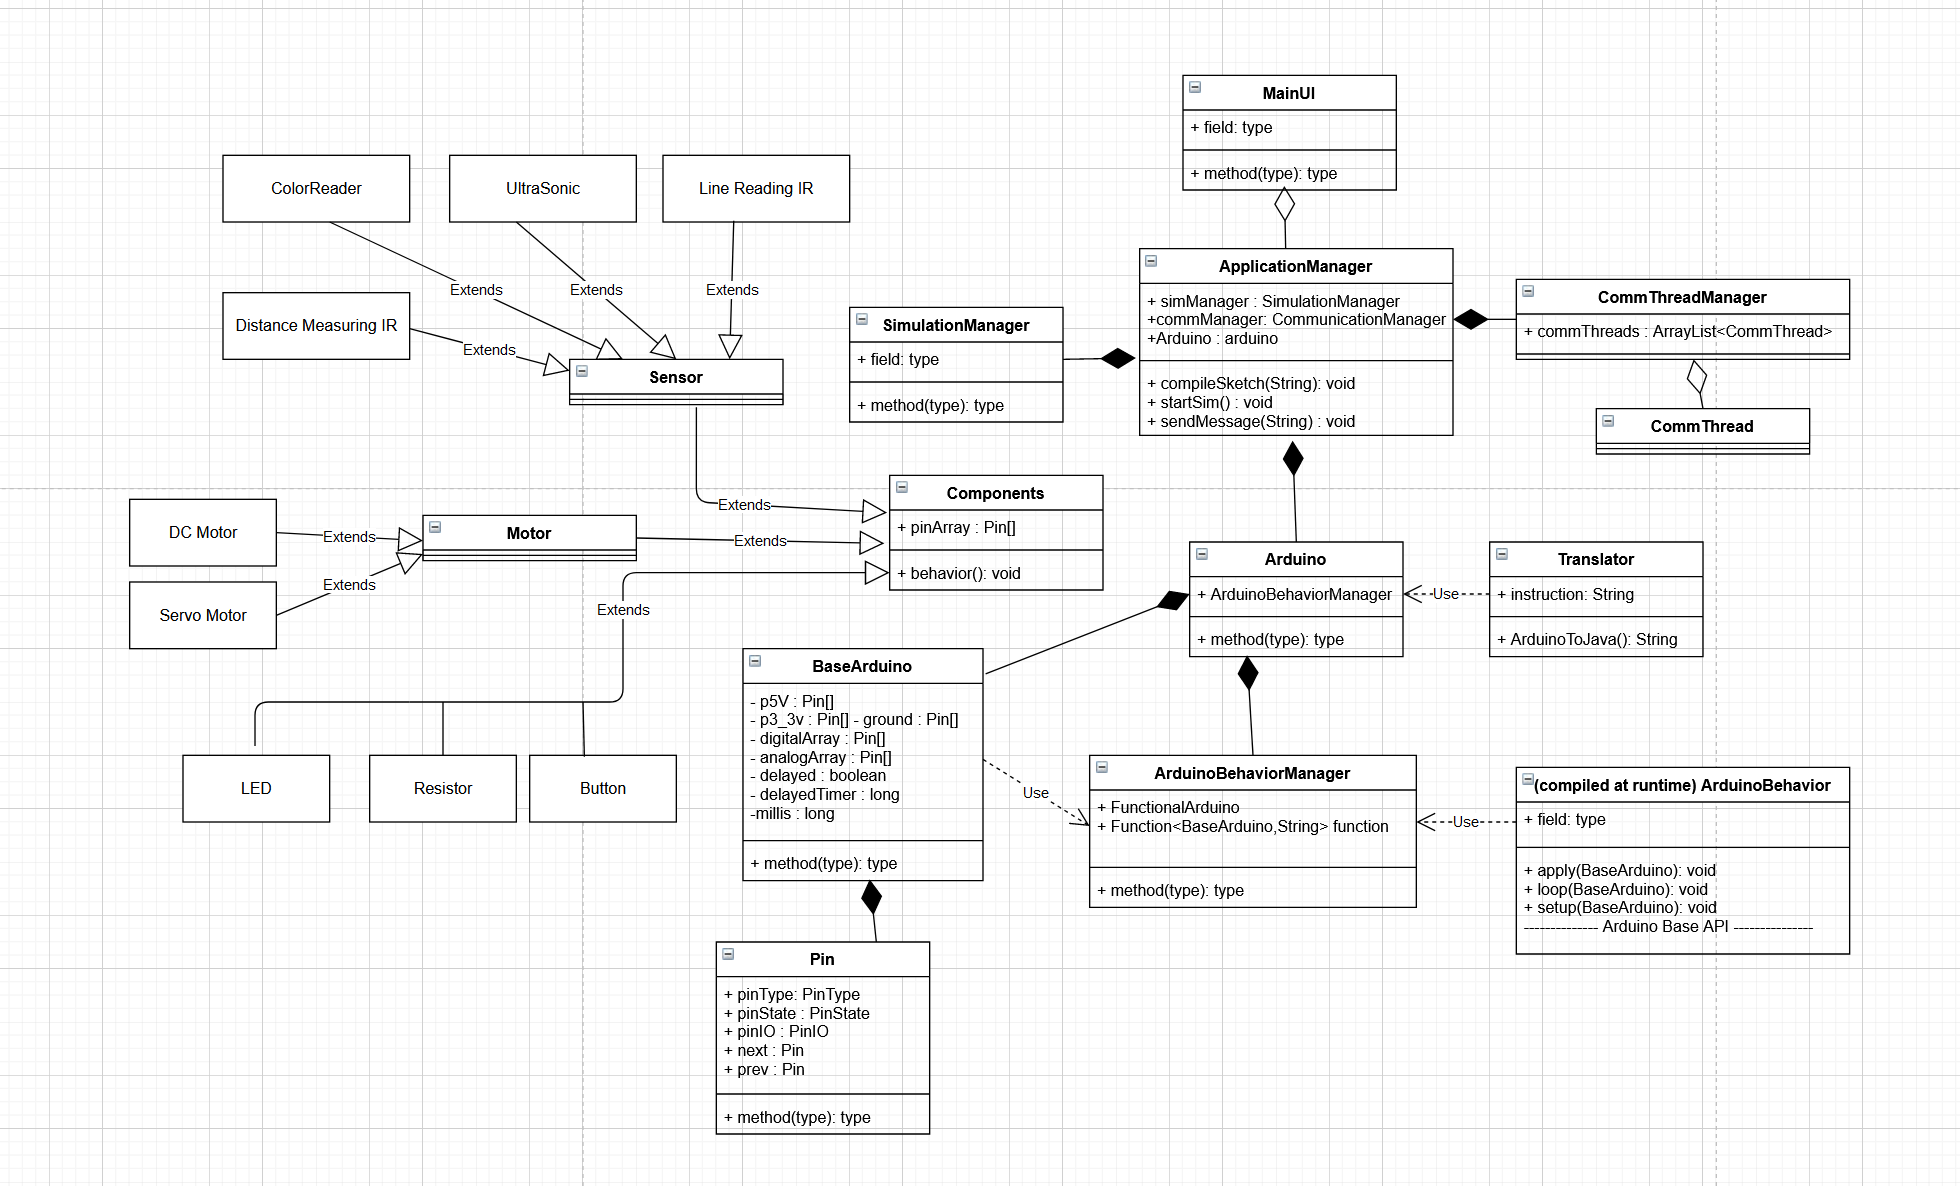 MainUI
+ field: type
+ method(type): type
ColorReader
UltraSonic
Line Reading IR
Extends
Extends
Extends
Distance Measuring IR
Extends
Sensor
SimulationManager
+ field: type
+ method(type): type
ApplicationManager
+ simManager : SimulationManager
+commManager: CommunicationManager
+Arduino : arduino
+ compileSketch(String): void
+ startSim() : void
+ sendMessage(String) : void
CommThreadManager
+ commThreads : ArrayList<CommThread>
CommThread
Extends
Components
+ pinArray : Pin[]
+ behavior(): void
DC Motor
Extends
Motor
Extends
Servo Motor
Extends
Extends
Arduino
+ ArduinoBehaviorManager
+ method(type): type
Use
Translator
+ instruction: String
+ ArduinoToJava(): String
BaseArduino
- p5V : Pin[]
- p3_3v : Pin[] - ground : Pin[]
- digitalArray : Pin[]
- analogArray : Pin[]
- delayed : boolean
- delayedTimer : long
-millis : long
+ method(type): type
LED
Resistor
Button
Use
ArduinoBehaviorManager
+ FunctionalArduino
+ Function<BaseArduino,String> function
+ method(type): type
Use
(compiled at runtime) ArduinoBehavior
+ field: type
+ apply(BaseArduino): void
+ loop(BaseArduino): void
+ setup(BaseArduino): void
-------------- Arduino Base API ---------------
Pin
+ pinType: PinType
+ pinState : PinState
+ pinIO : PinIO
+ next : Pin
+ prev : Pin
+ method(type): type